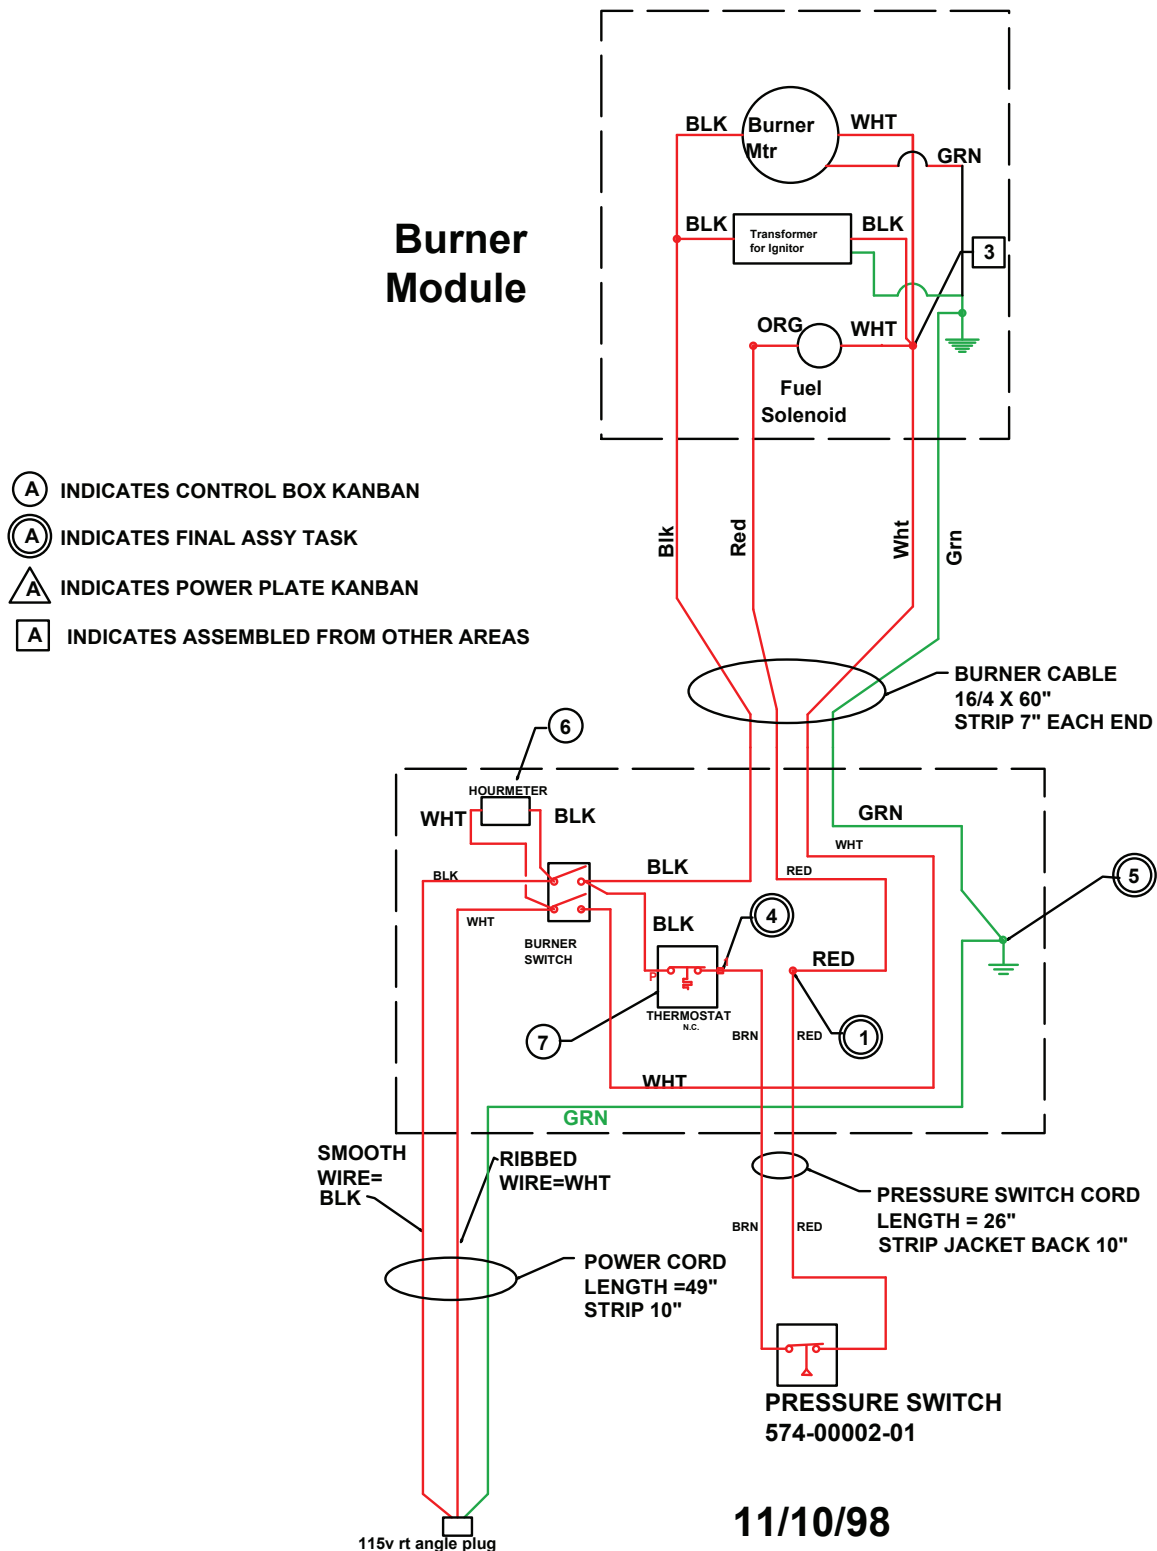 BLK
Burner
Mtr
WHT
GRN
BLK
Transformer
for Ignitor
BLK
3
Burner
Module
ORG
WHT
Fuel
Solenoid
A INDICATES CONTROL BOX KANBAN
A INDICATES FINAL ASSY TASK
A INDICATES POWER PLATE KANBAN
A INDICATES ASSEMBLED FROM OTHER AREAS
Blk
Red
Wht
Grn
BURNER CABLE
16/4 X 60"
STRIP 7" EACH END
6
HOURMETER
WHT
BLK
GRN
WHT
BLK
BLK
RED
5
WHT
BURNER
SWITCH
BLK
4
P
RED
THERMOSTAT
N.C.
7
BRN
RED
1
WHT
GRN
SMOOTH
WIRE=
BLK
RIBBED
WIRE=WHT
PRESSURE SWITCH CORD
LENGTH = 26"
STRIP JACKET BACK 10"
BRN
RED
POWER CORD
LENGTH =49"
STRIP 10"
PRESSURE SWITCH
574-00002-01
11/10/98
115v rt angle plug